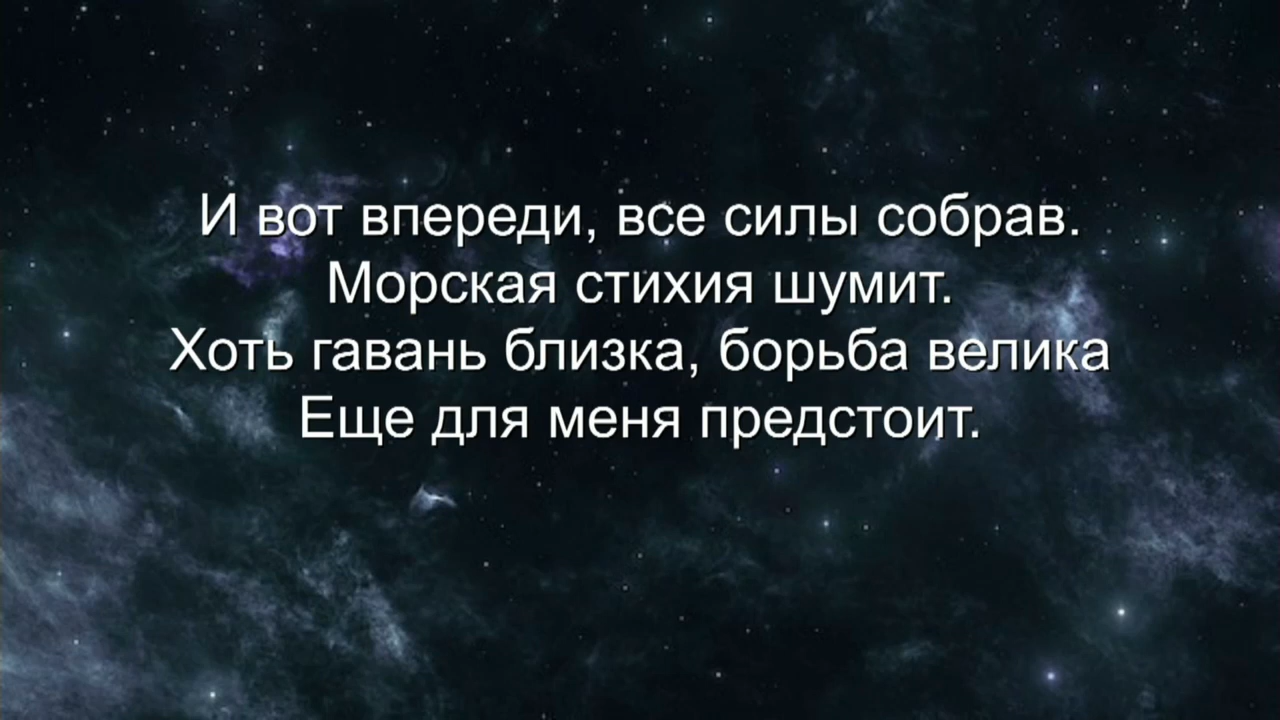 И вот впереди, все силы собрав.
Морская стихия шумит.
Хоть гавань близка, борьба велика
Еще для меня предстоит.